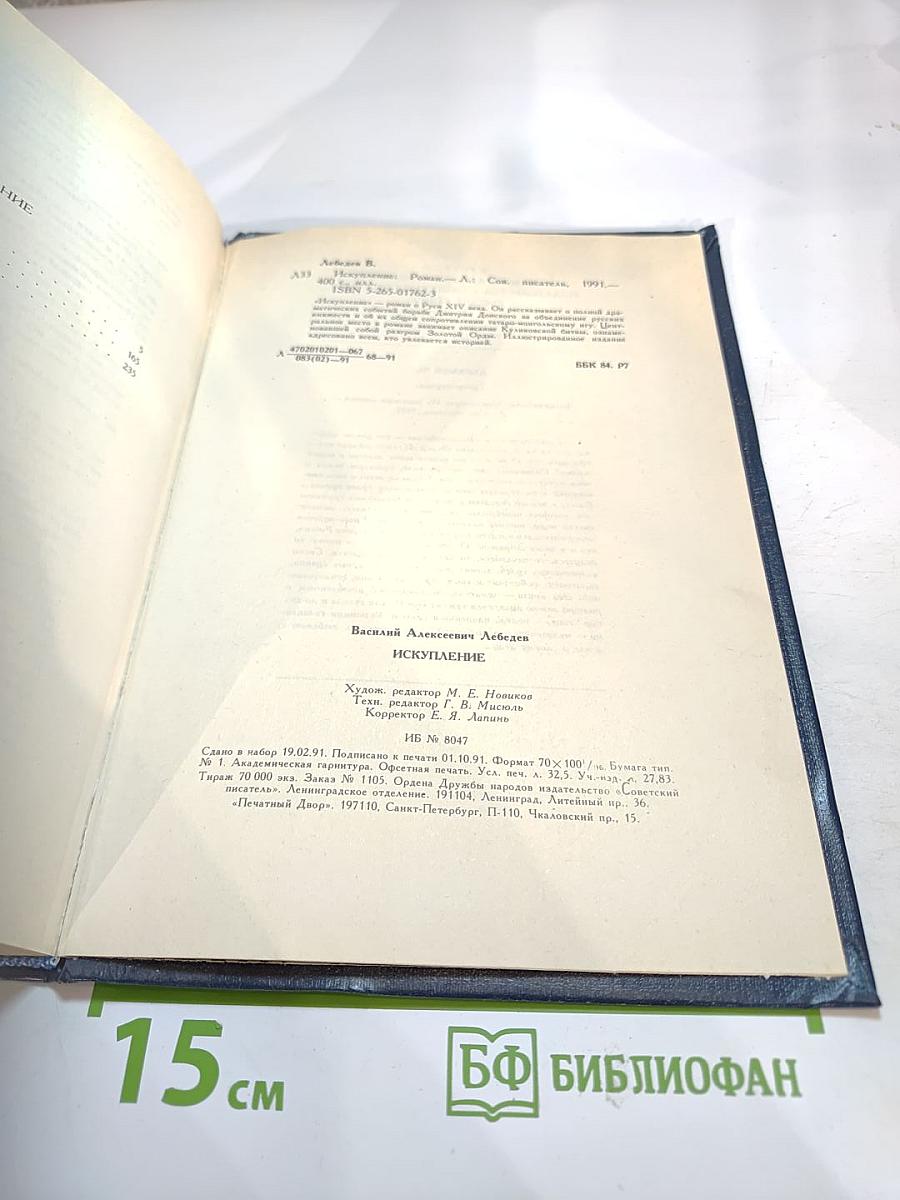 НИЕ
5
165
235
Лебедев В.
Л33 Искупление: Роман.— Л.: Сов. писатель, 1991.—
400 с., илл.
ISBN 5-265-01762-3
«Искупление» — роман о Руси XIV века. Он рассказывает о полной дра-
матических событий борьбе Дмитрия Донского за объединение русских
княжеств и об их общем сопротивлении татаро-монгольскому игу. Цент-
ральное место в романе занимает описание Куликовской битвы, ознаме-
новавшей собой разгром Золотой Орды. Иллюстрированное издание
адресовано всем, кто увлекается историей.
Л 4702010201—067 / 083(02)—91 68—91 ББК 84. Р7
Василий Алексеевич Лебедев
ИСКУПЛЕНИЕ
Худож. редактор М. Е. Новиков
Техн. редактор Г. В. Мисюль
Корректор Е. Я. Лапинь
ИБ № 8047
Сдано в набор 19.02.91. Подписано к печати 01.10.91. Формат 70×100¹/₁₆. Бумага тип.
№ 1. Академическая гарнитура. Офсетная печать. Усл. печ. л. 32,5. Уч.-изд. л. 27,83.
Тираж 70 000 экз. Заказ № 1105. Ордена Дружбы народов издательство «Советский
писатель». Ленинградское отделение. 191104, Ленинград, Литейный пр., 36.
«Печатный Двор». 197110, Санкт-Петербург, П-110, Чкаловский пр., 15.
15 см
БФ БИБЛИОФАН